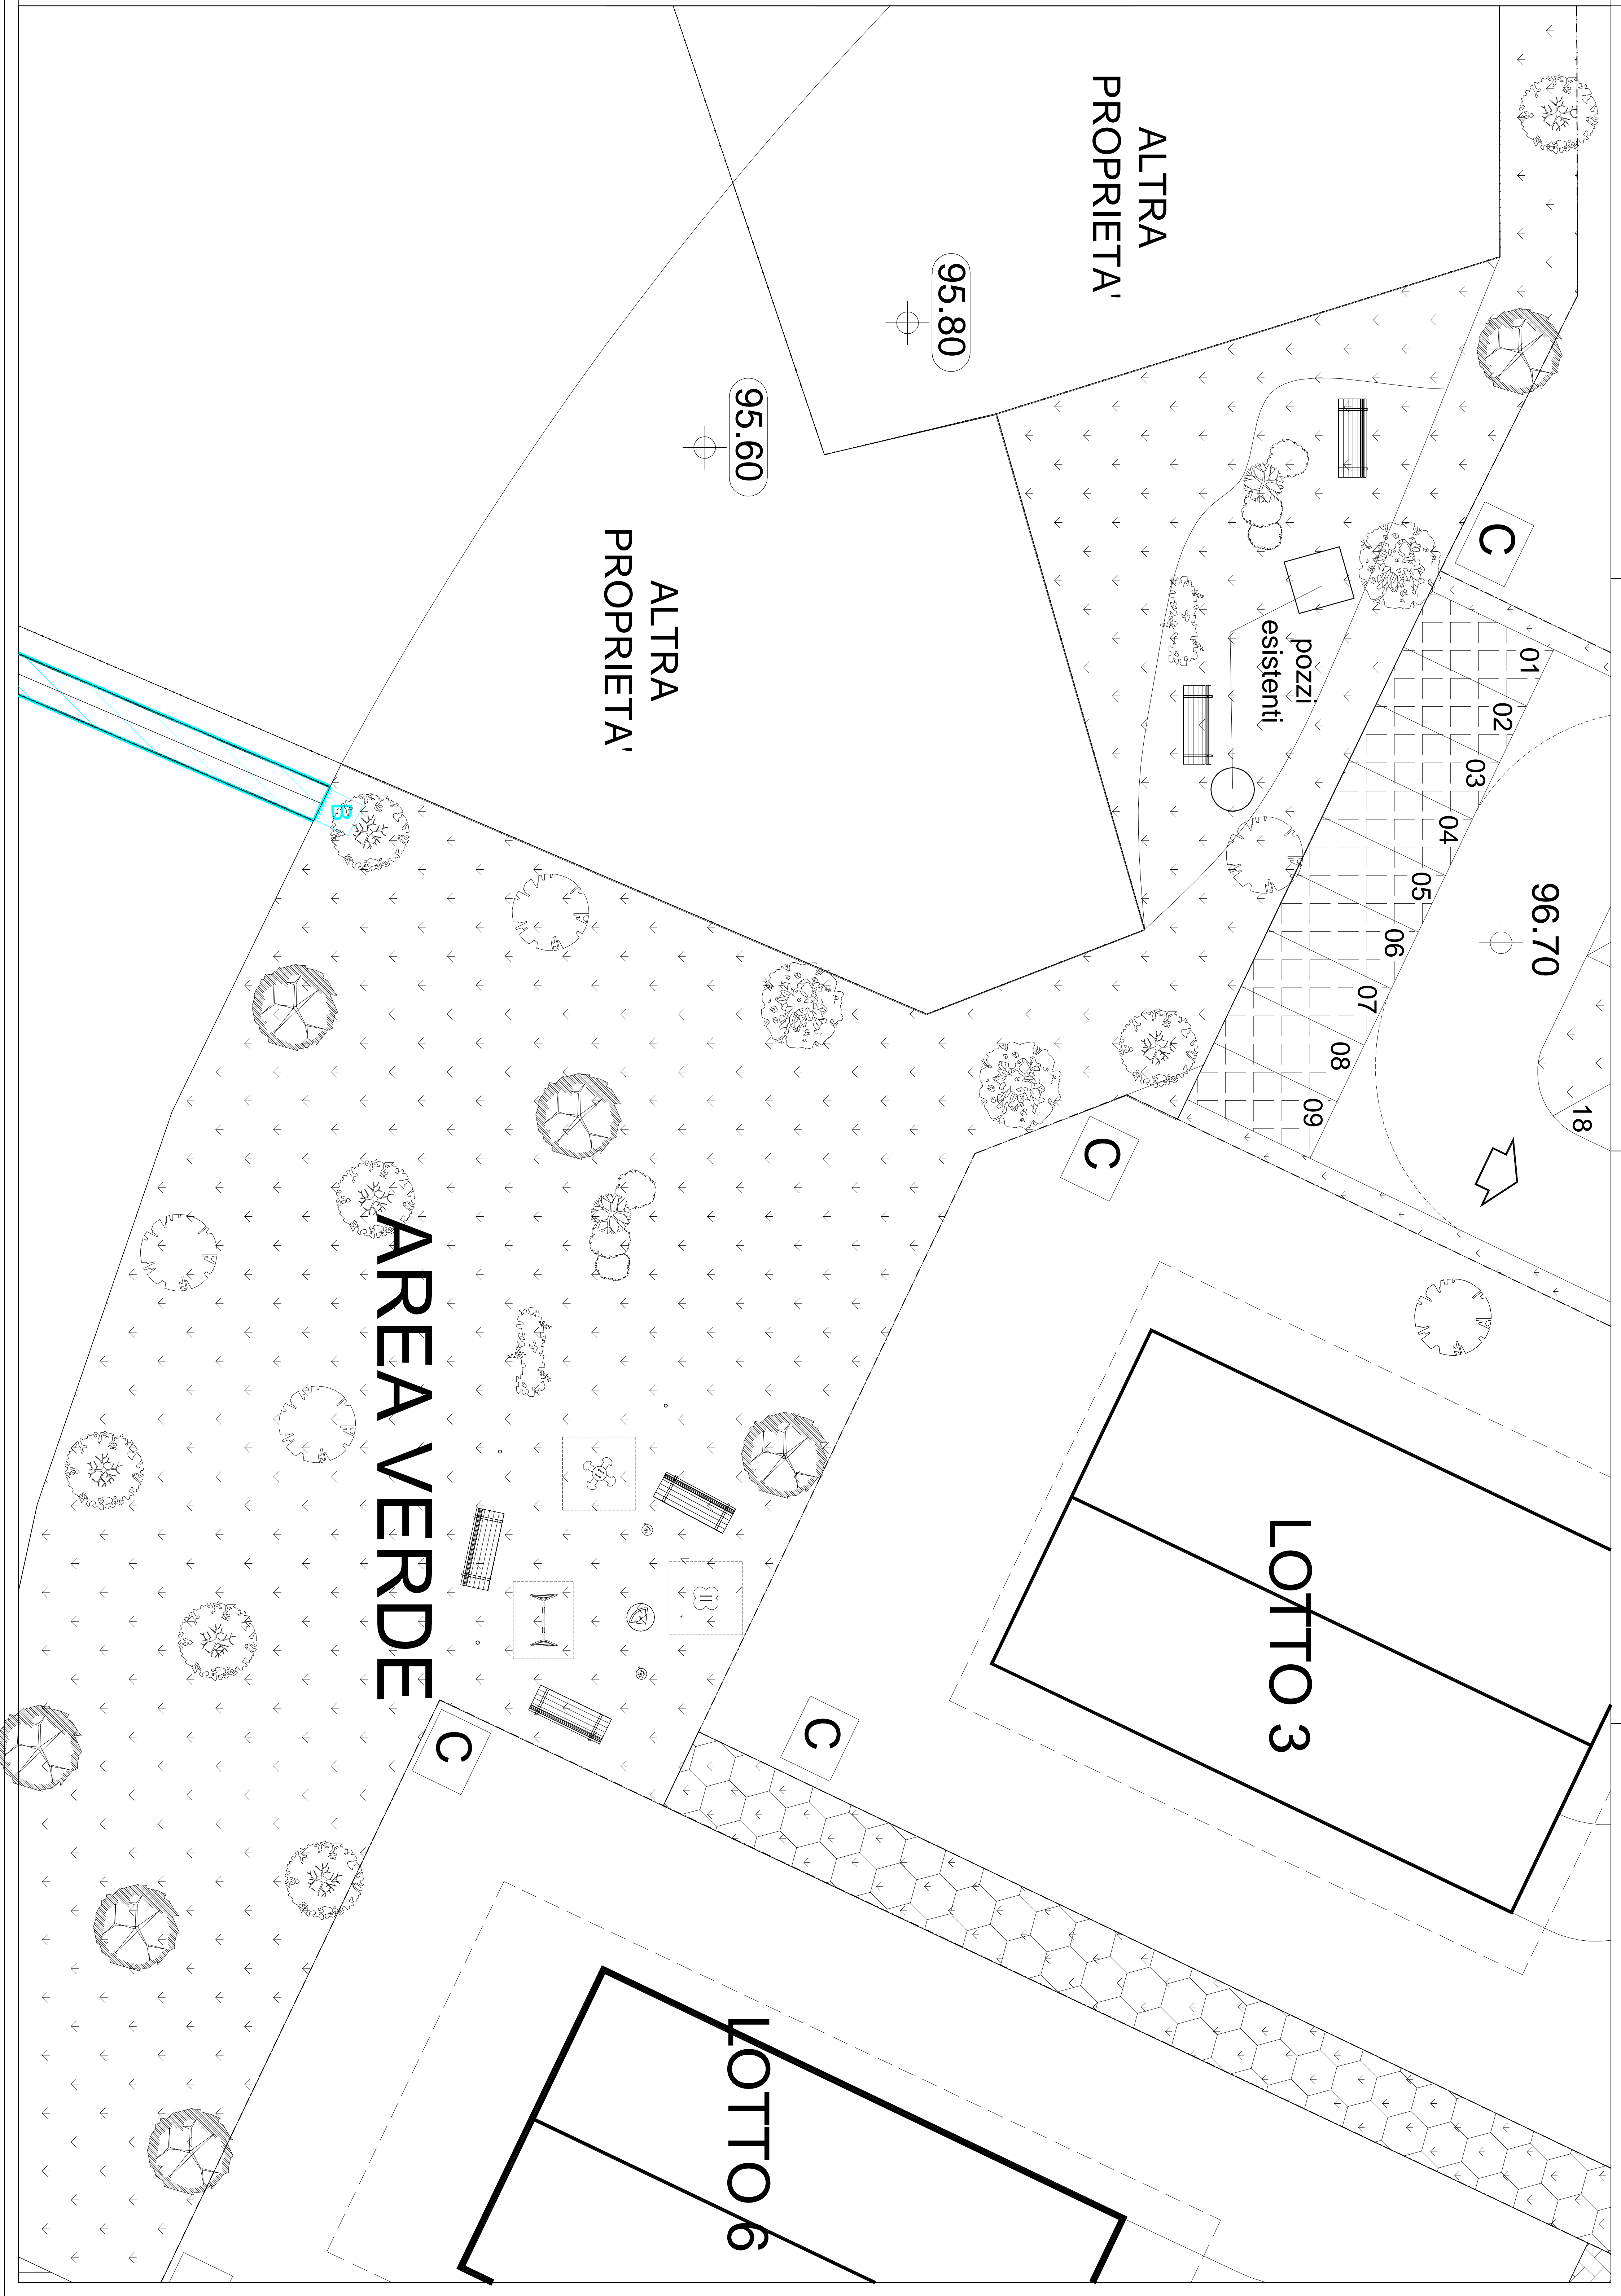 ALTRA
PROPRIETA'
95.80
95.60
ALTRA
PROPRIETA'
C
pozzi
esistenti
01
02
03
04
05
06
07
08
09
96.70
18
C
AREA VERDE
LOTTO 3
C
C
LOTTO 6